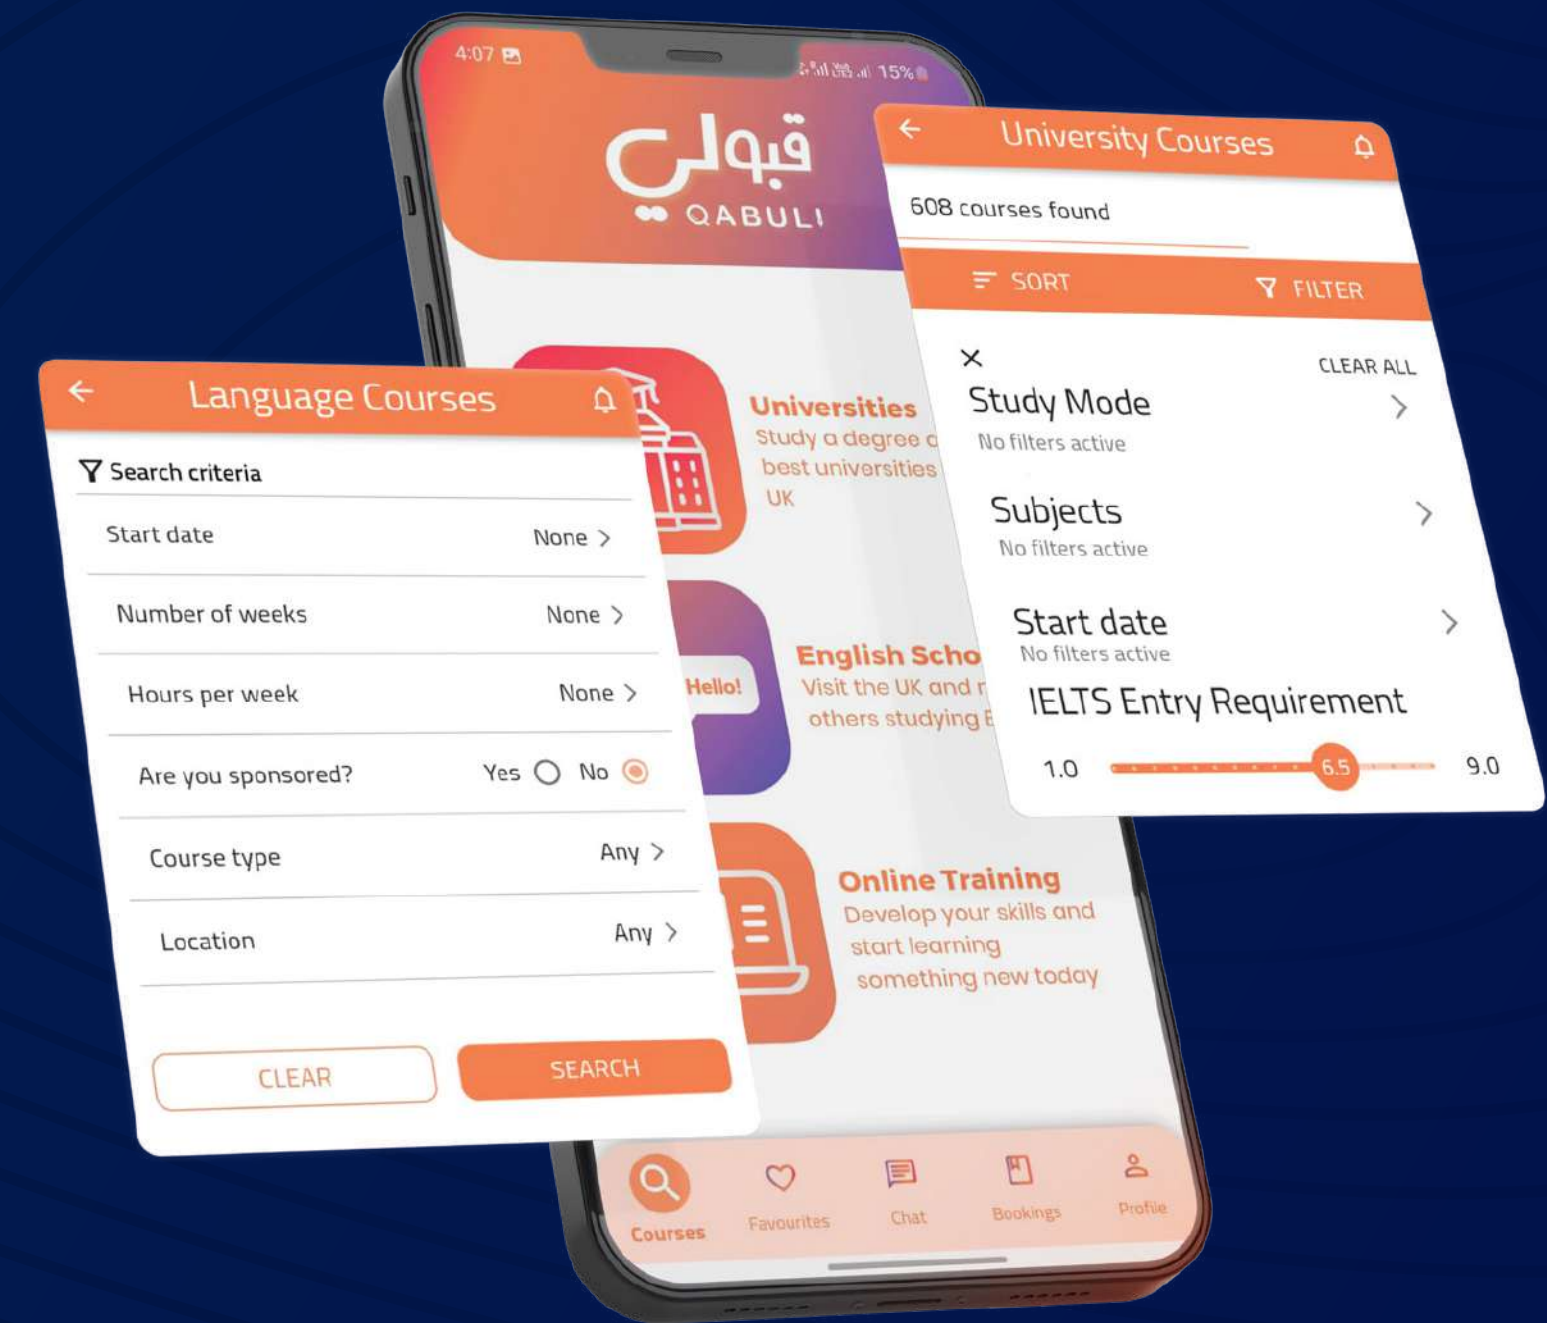 4:07
15%
قبولي
QABULI
Universities
Study a degree
best universities
UK
Hello!
English Scho
Visit the UK and
others studying
Online Training
Develop your skills and
start learning
something new today
Courses
Favourites
Chat
Bookings
Profile
Language Courses
Search criteria
Start date None >
Number of weeks None >
Hours per week None >
Are you sponsored? Yes No
Course type Any >
Location Any >
CLEAR SEARCH
University Courses
608 courses found
SORT FILTER
CLEAR ALL
Study Mode >
No filters active
Subjects >
No filters active
Start date >
No filters active
IELTS Entry Requirement
1.0 6.5 9.0